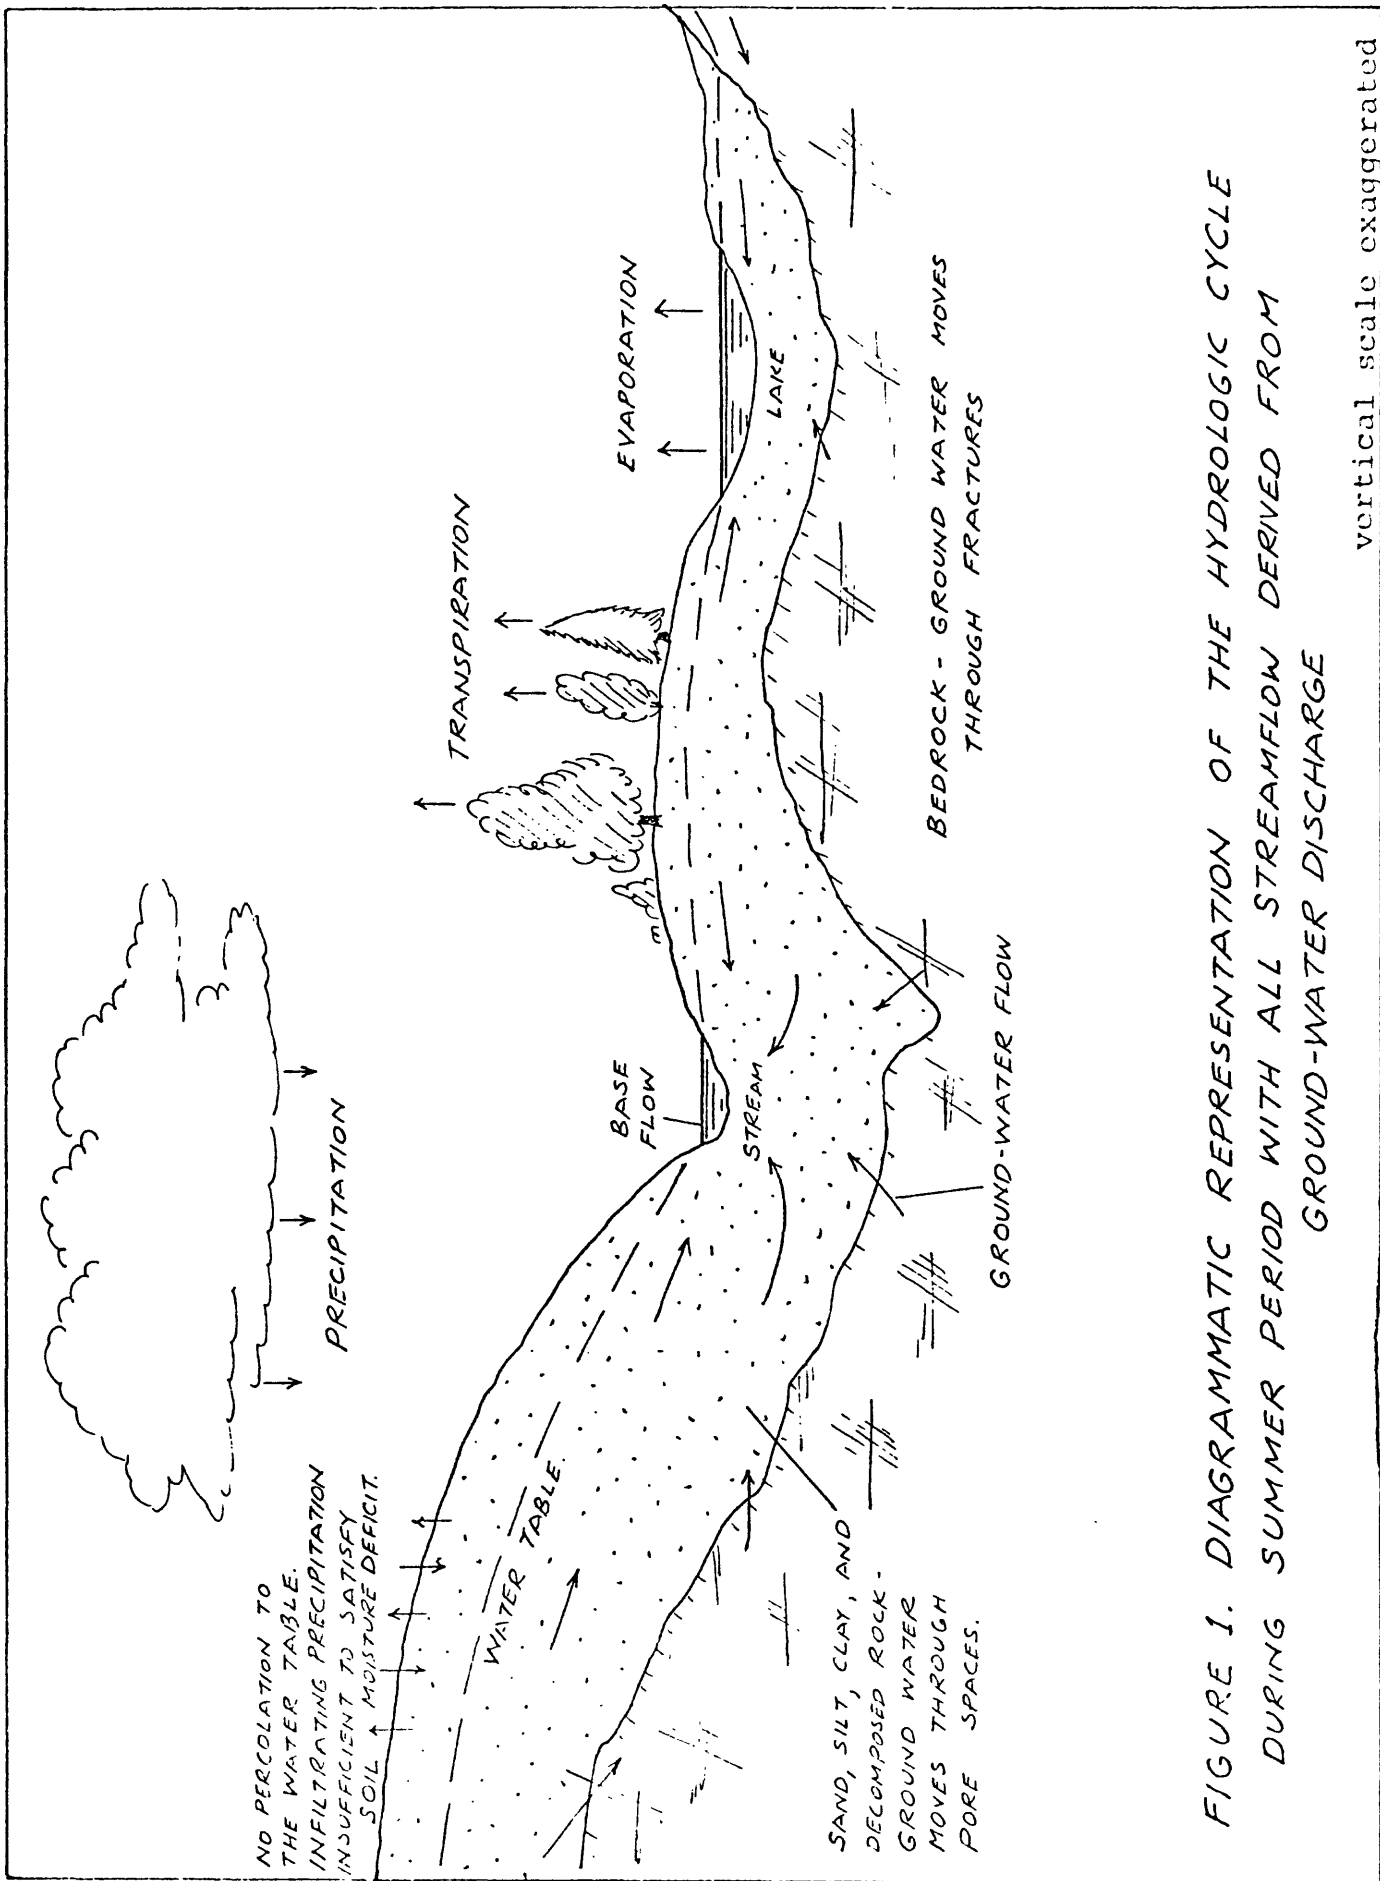 PRECIPITATION
NO PERCOLATION TO
THE WATER TABLE.
INFILTRATING PRECIPITATION
INSUFFICIENT TO SATISFY
SOIL MOISTURE DEFICIT.
TRANSPIRATION
EVAPORATION
BASE
FLOW
WATER TABLE.
STREAM
LAKE
SAND, SILT, CLAY, AND
DECOMPOSED ROCK-
GROUND WATER
MOVES THROUGH
PORE SPACES.
GROUND-WATER FLOW
BEDROCK - GROUND WATER MOVES
THROUGH FRACTURES
FIGURE 1. DIAGRAMMATIC REPRESENTATION OF THE HYDROLOGIC CYCLE
DURING SUMMER PERIOD WITH ALL STREAMFLOW DERIVED FROM
GROUND-WATER DISCHARGE
vertical scale exaggerated